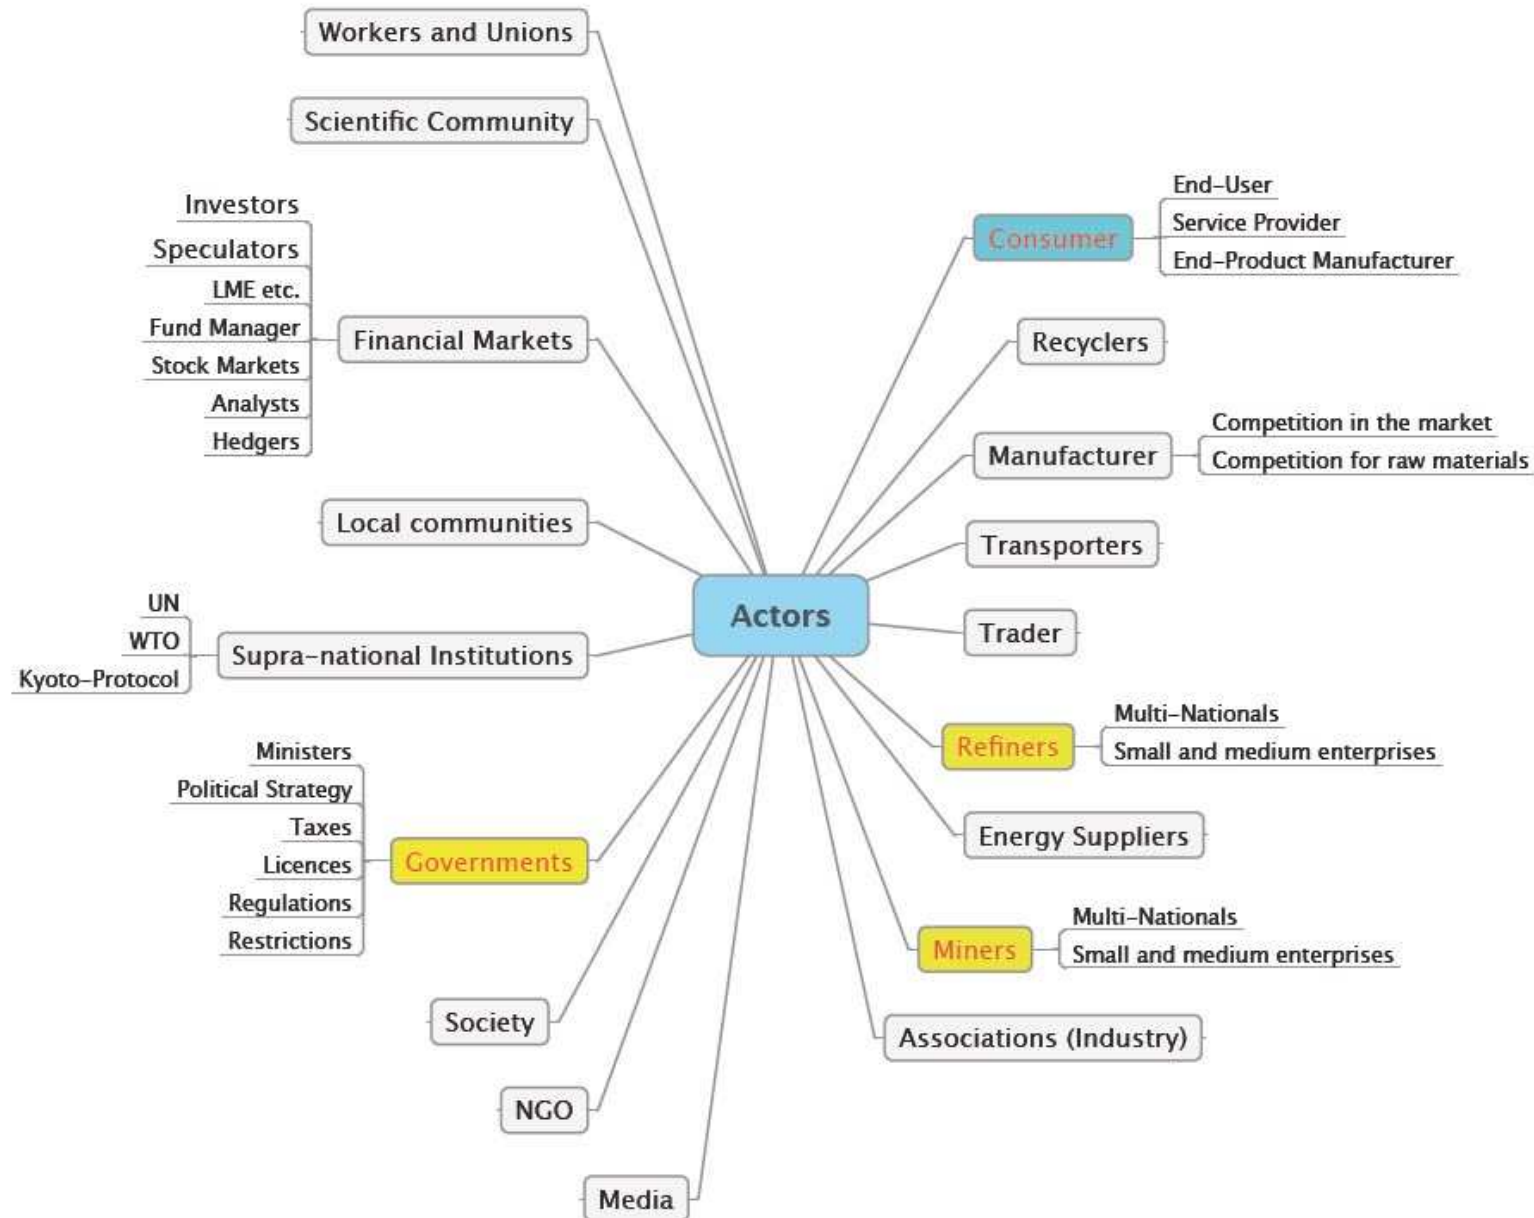 Workers and Unions
Scientific Community
Investors
Speculators
LME etc.
Fund Manager
Stock Markets
Analysts
Hedgers
Financial Markets
Local communities
UN
WTO
Kyoto-Protocol
Supra-national Institutions
Ministers
Political Strategy
Taxes
Licences
Regulations
Restrictions
Governments
Society
NGO
Media
Actors
Consumer
End-User
Service Provider
End-Product Manufacturer
Recyclers
Manufacturer
Competition in the market
Competition for raw materials
Transporters
Trader
Refiners
Multi-Nationals
Small and medium enterprises
Energy Suppliers
Miners
Multi-Nationals
Small and medium enterprises
Associations (Industry)